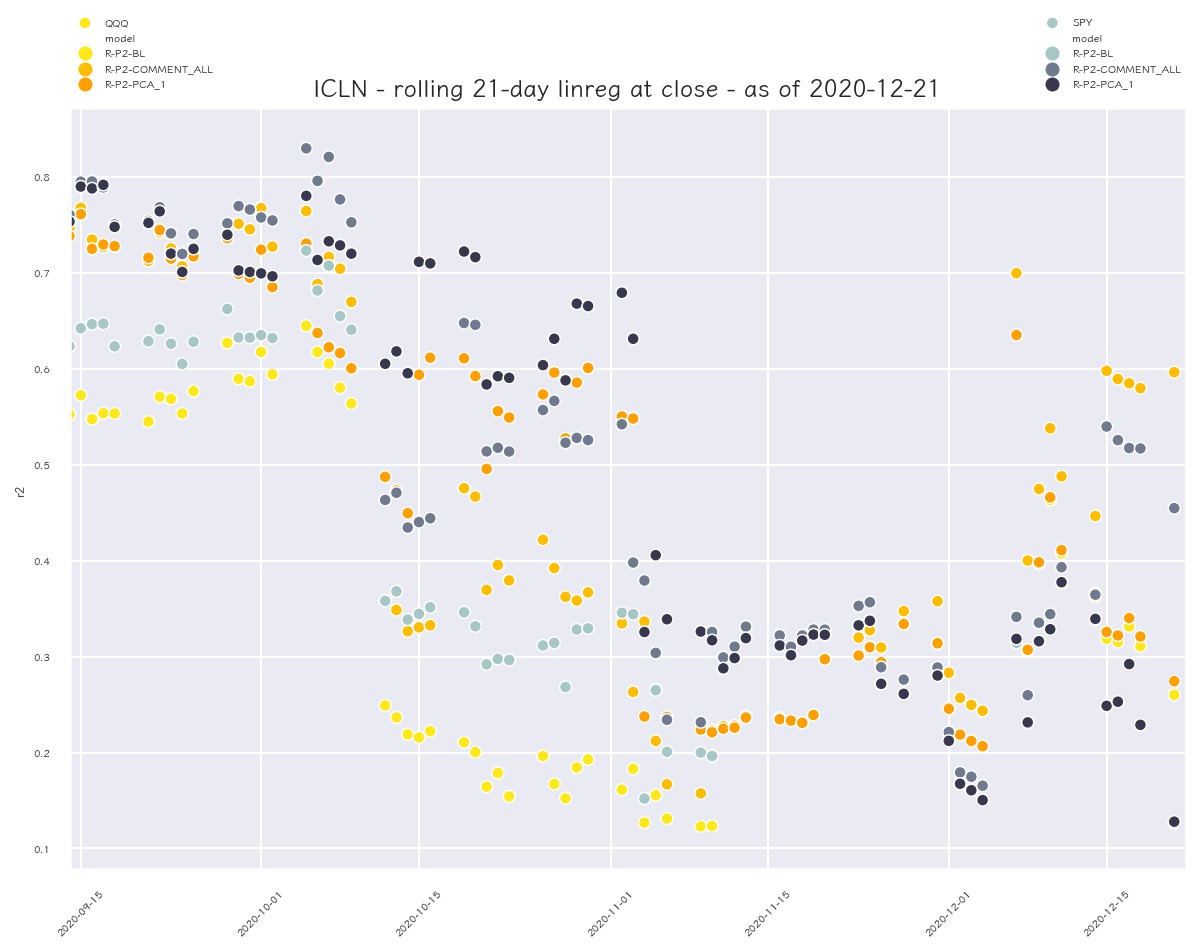 QQQ
model
R-P2-BL
R-P2-COMMENT_ALL
R-P2-PCA_1
SPY
model
R-P2-BL
R-P2-COMMENT_ALL
R-P2-PCA_1
ICLN - rolling 21-day linreg at close - as of 2020-12-21
r2
0.8
0.7
0.6
0.5
0.4
0.3
0.2
0.1
2020-09-15
2020-10-01
2020-10-15
2020-11-01
2020-11-15
2020-12-01
2020-12-15